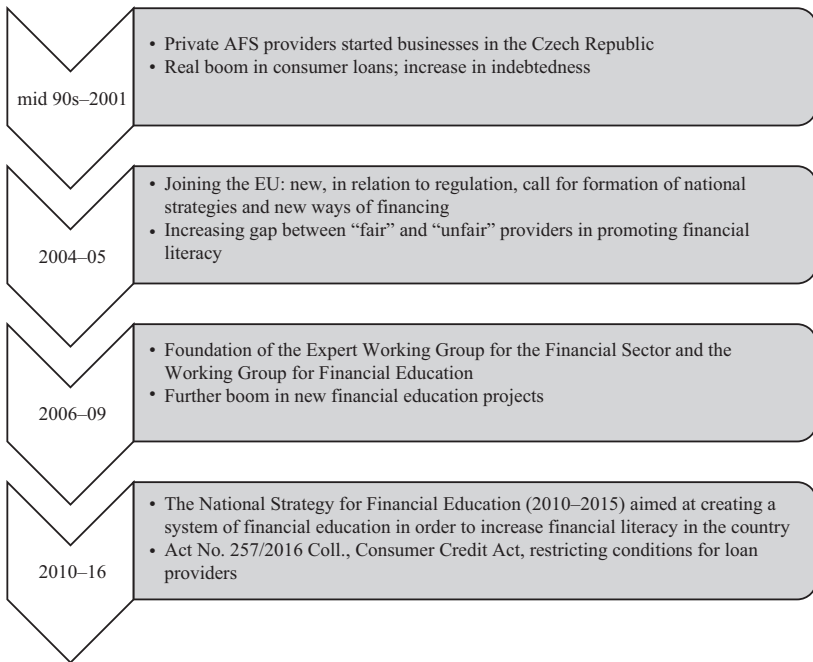 • Private AFS providers started businesses in the Czech Republic
• Real boom in consumer loans; increase in indebtedness
mid 90s–2001
• Joining the EU: new, in relation to regulation, call for formation of national
strategies and new ways of financing
• Increasing gap between “fair” and “unfair” providers in promoting financial
literacy
2004–05
• Foundation of the Expert Working Group for the Financial Sector and the
Working Group for Financial Education
• Further boom in new financial education projects
2006–09
• The National Strategy for Financial Education (2010–2015) aimed at creating a
system of financial education in order to increase financial literacy in the country
• Act No. 257/2016 Coll., Consumer Credit Act, restricting conditions for loan
providers
2010–16